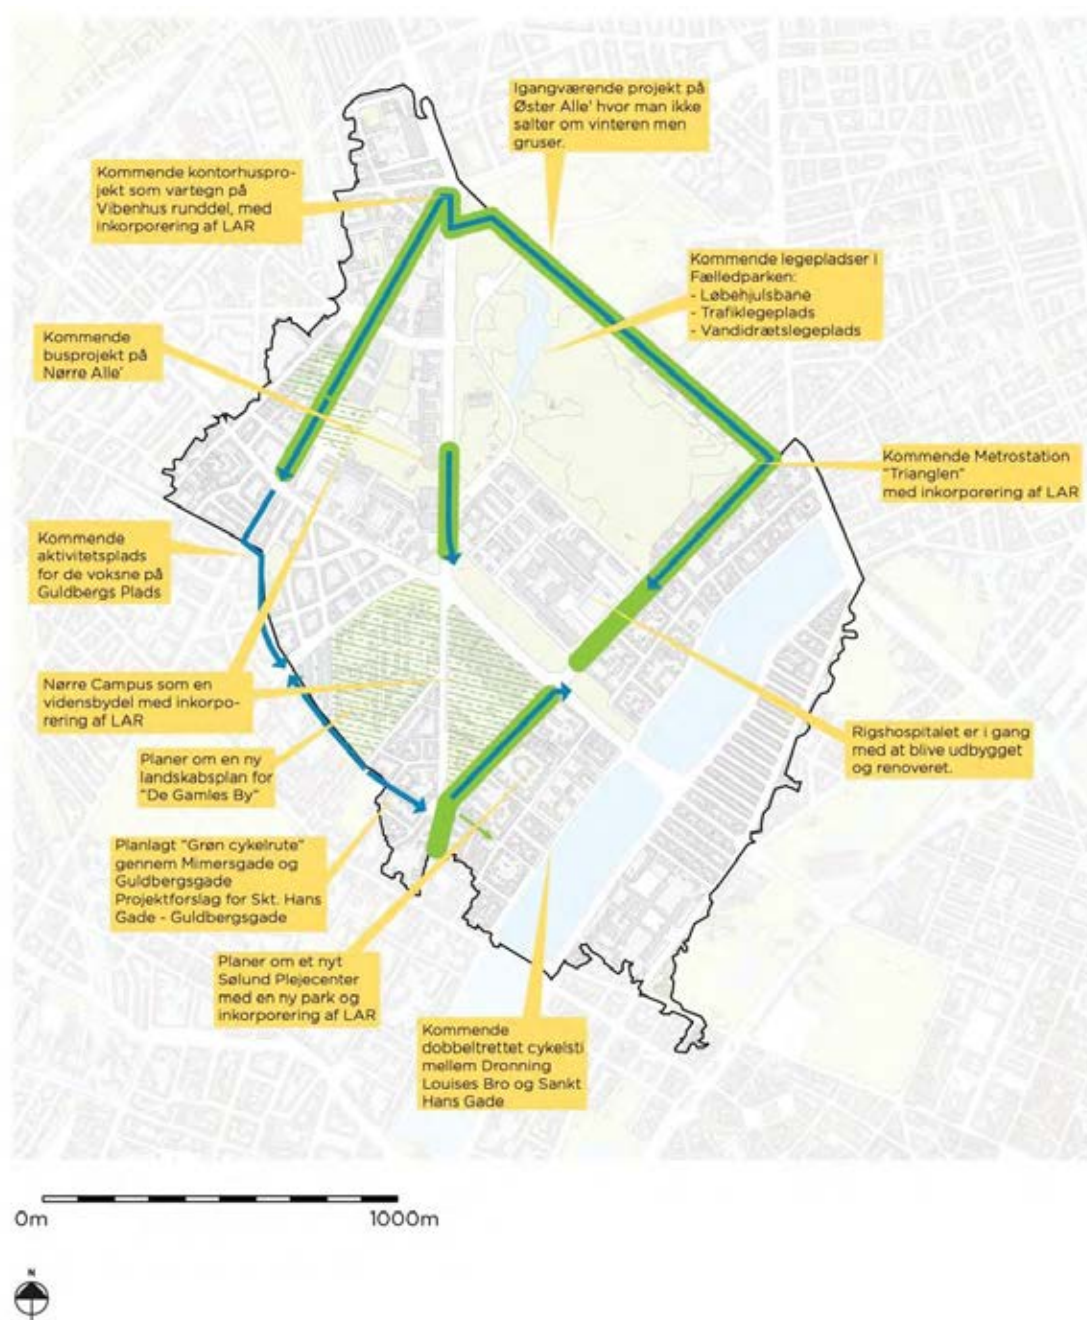 Igangværende projekt på
Øster Alle' hvor man ikke
salter om vinteren men
gruser.
Kommende kontorhuspro-
jekt som vartegn på
Vibenhus runddel, med
inkorporering af LAR
Kommende legepladser i
Fælledparken:
- Løbehjulsbane
- Trafiklegeplads
- Vandidrætslegeplads
Kommende
busprojekt på
Nørre Alle'
Kommende Metrostation
"Trianglen"
med inkorporering af LAR
Kommende
aktivitetsplads
for de voksne på
Guldbergs Plads
Nørre Campus som en
vidensbydel med inkorpo-
rering af LAR
Rigshospitalet er i gang
med at blive udbygget
og renoveret.
Planer om en ny
landskabsplan for
"De Gamles By"
Planlagt "Grøn cykelrute"
gennem Mimersgade og
Guldbergsgade
Projektforslag for Skt. Hans
Gade - Guldbergsgade
Planer om et nyt
Sølund Plejecenter
med en ny park og
inkorporering af LAR
Kommende
dobbeltrettet cykelsti
mellem Dronning
Louises Bro og Sankt
Hans Gade
0m 1000m
N